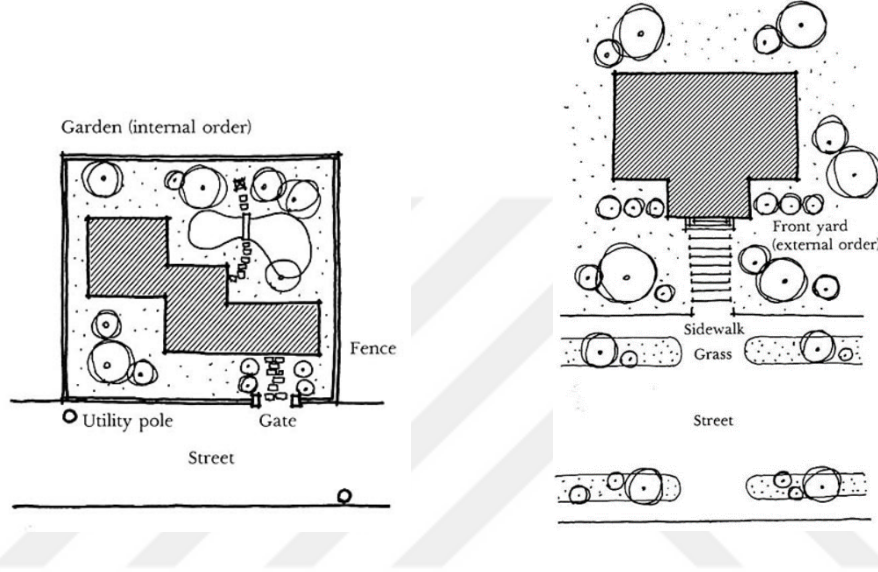 Garden (internal order)
Fence
Utility pole
Gate
Street
Front yard
(external order)
Sidewalk
Grass
Street